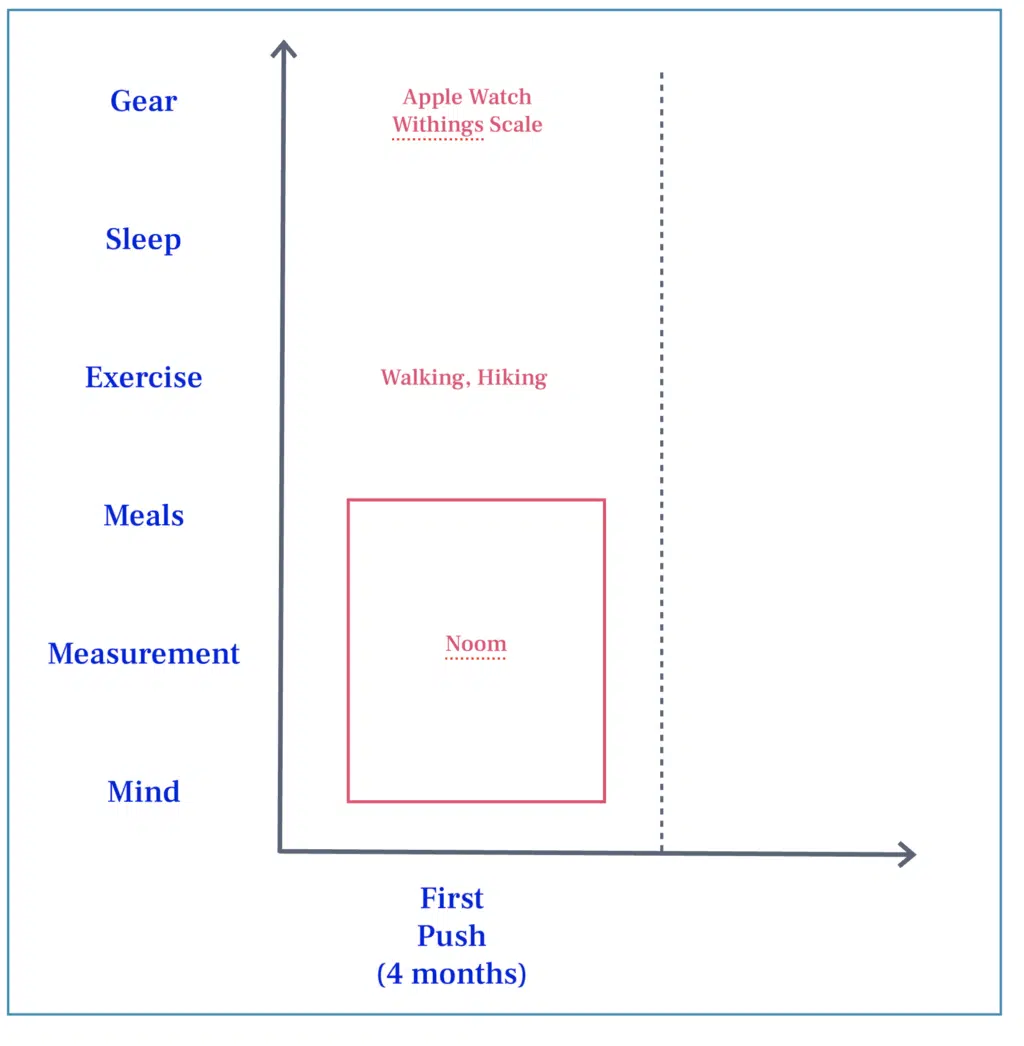 Gear
Apple Watch
Withings Scale
Sleep
Exercise
Walking, Hiking
Meals
Noom
Measurement
Mind
First
Push
(4 months)